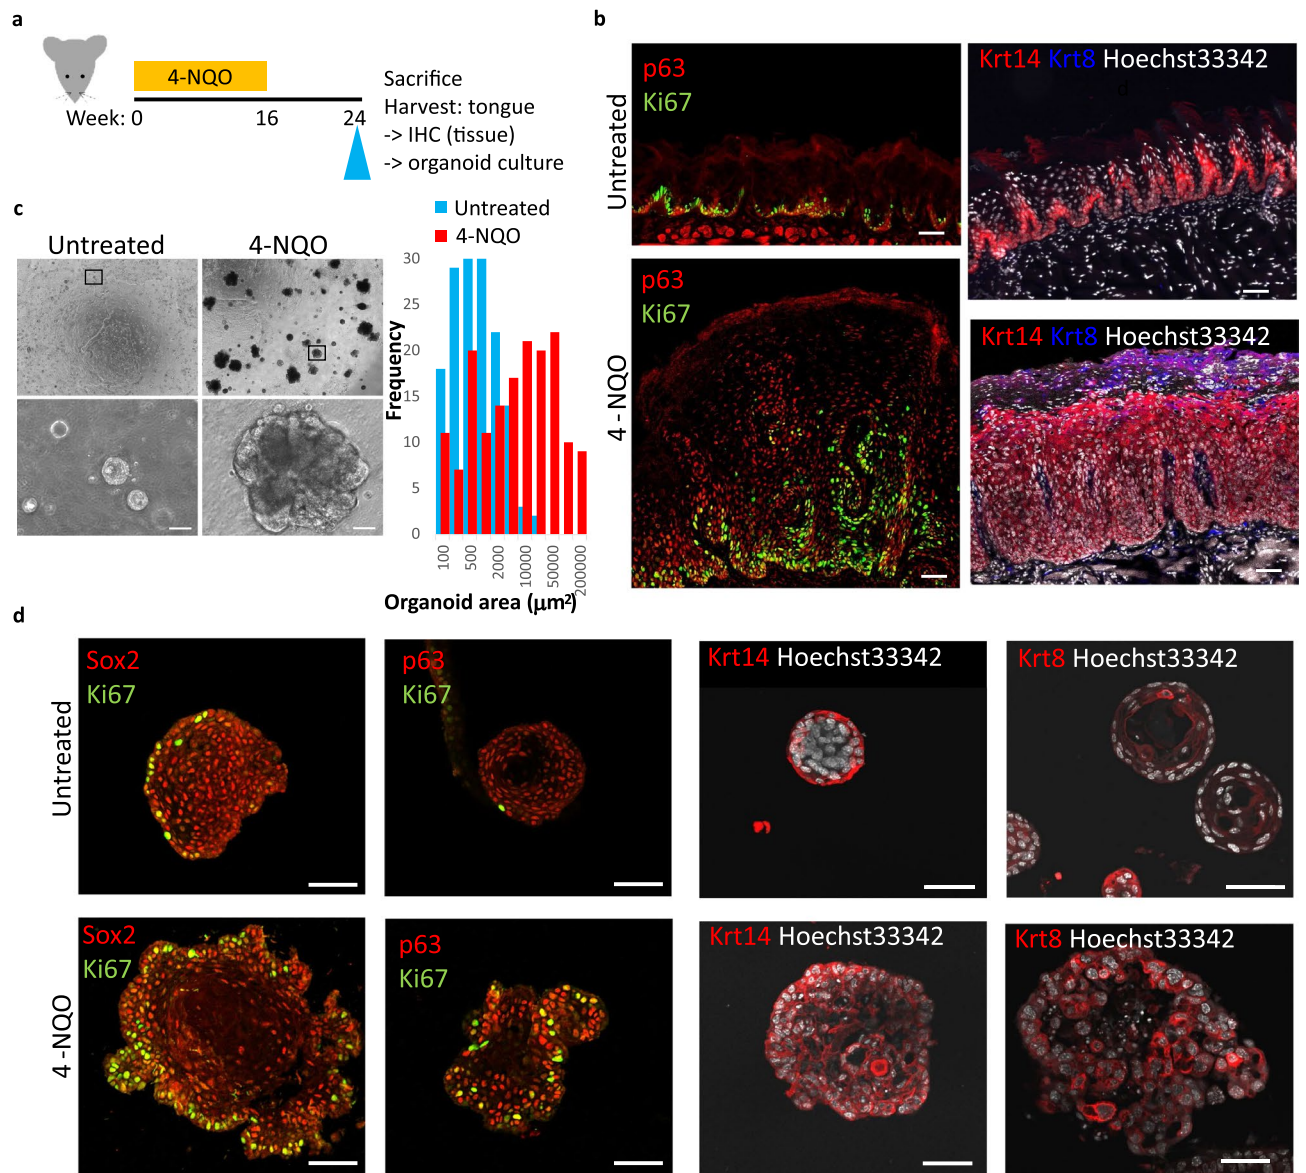 a
4-NQO
Week: 0
16
24
Sacrifice
Harvest: tongue
-> IHC (tissue)
-> organoid culture
b
Untreated
p63
Ki67
Krt14 Krt8 Hoechst33342
d
4 - NQO
p63
Ki67
Krt14 Krt8 Hoechst33342
c
Untreated
4-NQO
Untreated
4-NQO
Frequency
30
25
20
15
10
5
0
100
500
2000
10000
50000
200000
Organoid area (μm²)
d
Untreated
Sox2
Ki67
p63
Ki67
Krt14 Hoechst33342
Krt8 Hoechst33342
4 -NQO
Sox2
Ki67
p63
Ki67
Krt14 Hoechst33342
Krt8 Hoechst33342